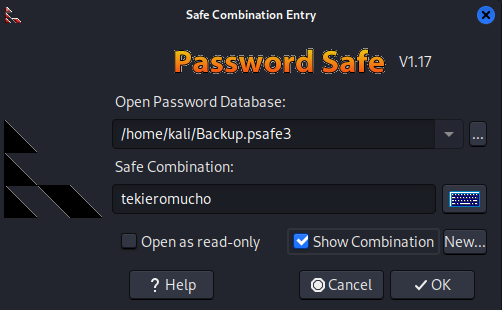 Safe Combination Entry
Password Safe V1.17
Open Password Database:
/home/kali/Backup.psafe3
...
Safe Combination:
tekieromucho
Open as read-only
Show Combination
New...
? Help
Cancel
OK